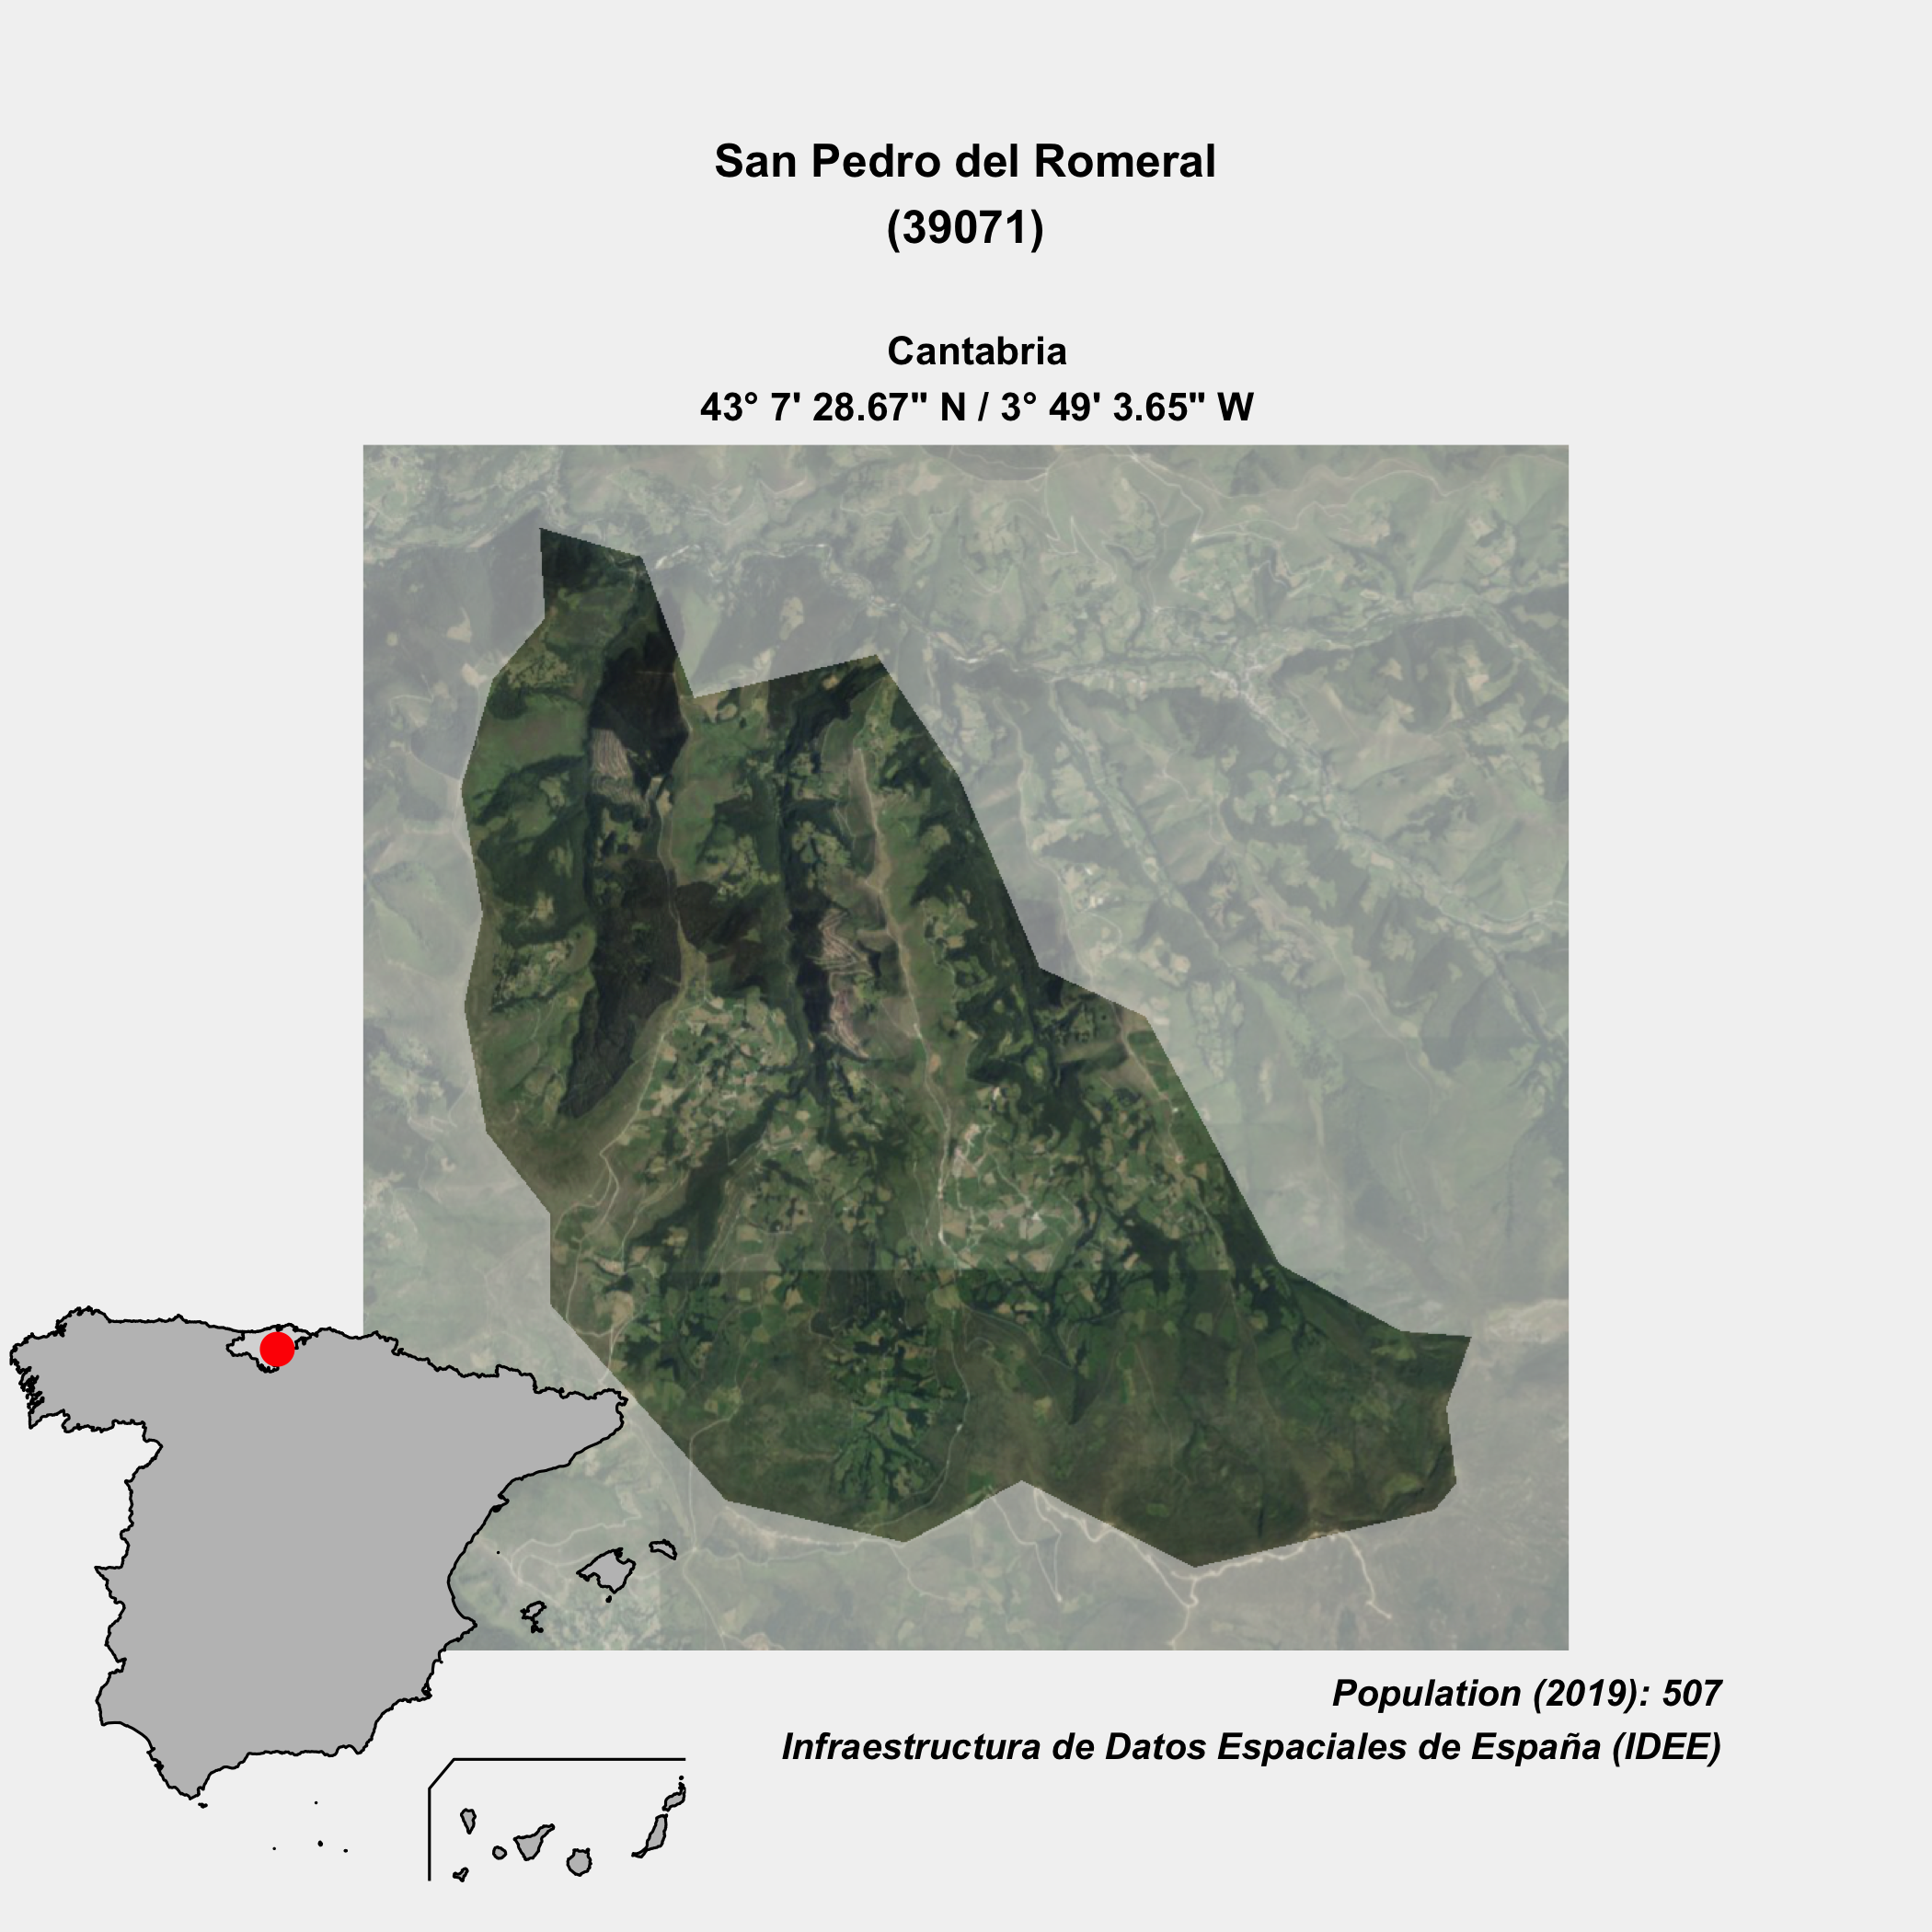 San Pedro del Romeral
(39071)
Cantabria
43° 7' 28.67" N / 3° 49' 3.65" W
Population (2019): 507
Infraestructura de Datos Espaciales de España (IDEE)